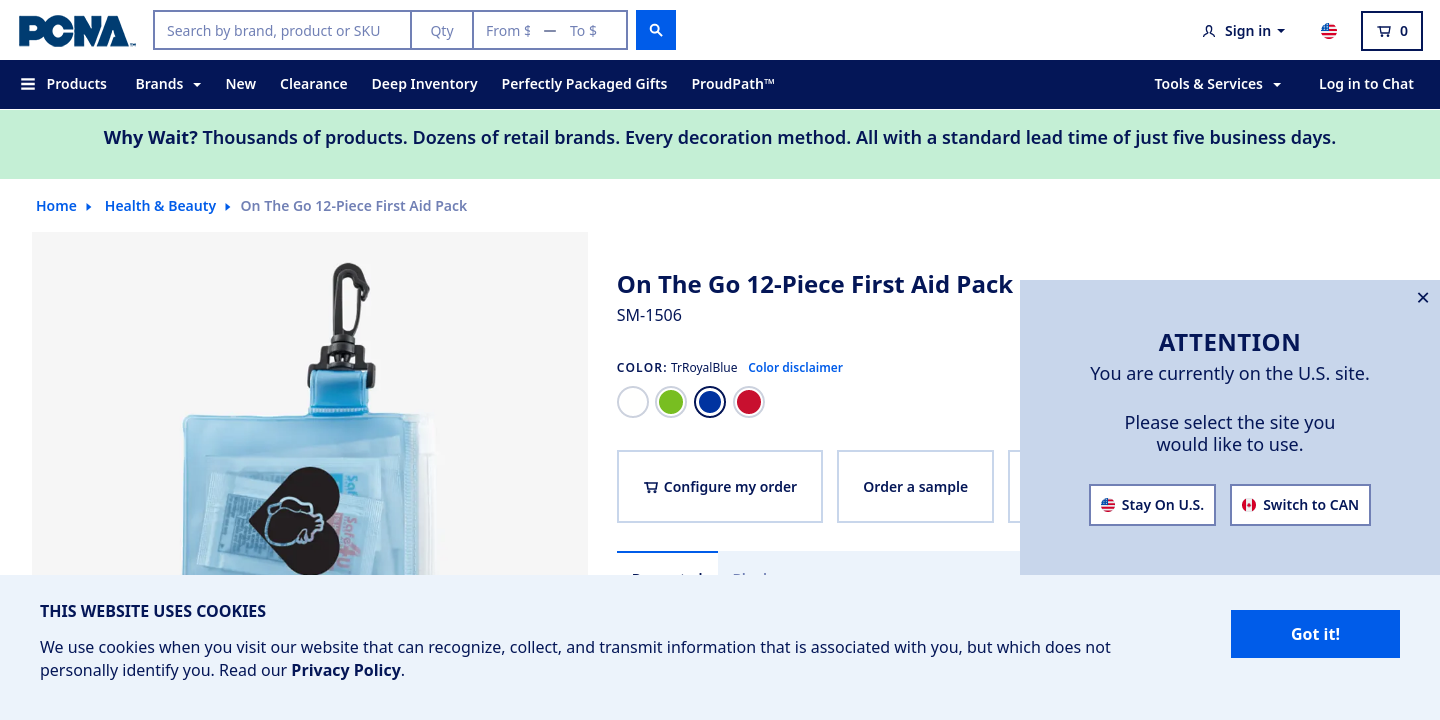 PCNA
Search by brand, product or SKU
Qty
From $ — To $
Sign in
0
Products
Brands
New
Clearance
Deep Inventory
Perfectly Packaged Gifts
ProudPath™
Tools & Services
Log in to Chat
Why Wait? Thousands of products. Dozens of retail brands. Every decoration method. All with a standard lead time of just five business days.
Home
Health & Beauty
On The Go 12-Piece First Aid Pack
On The Go 12-Piece First Aid Pack
SM-1506
COLOR: TrRoyalBlue Color disclaimer
Configure my order
Order a sample
ATTENTION
You are currently on the U.S. site.
Please select the site you
would like to use.
Stay On U.S.
Switch to CAN
THIS WEBSITE USES COOKIES
We use cookies when you visit our website that can recognize, collect, and transmit information that is associated with you, but which does not
personally identify you. Read our Privacy Policy.
Got it!